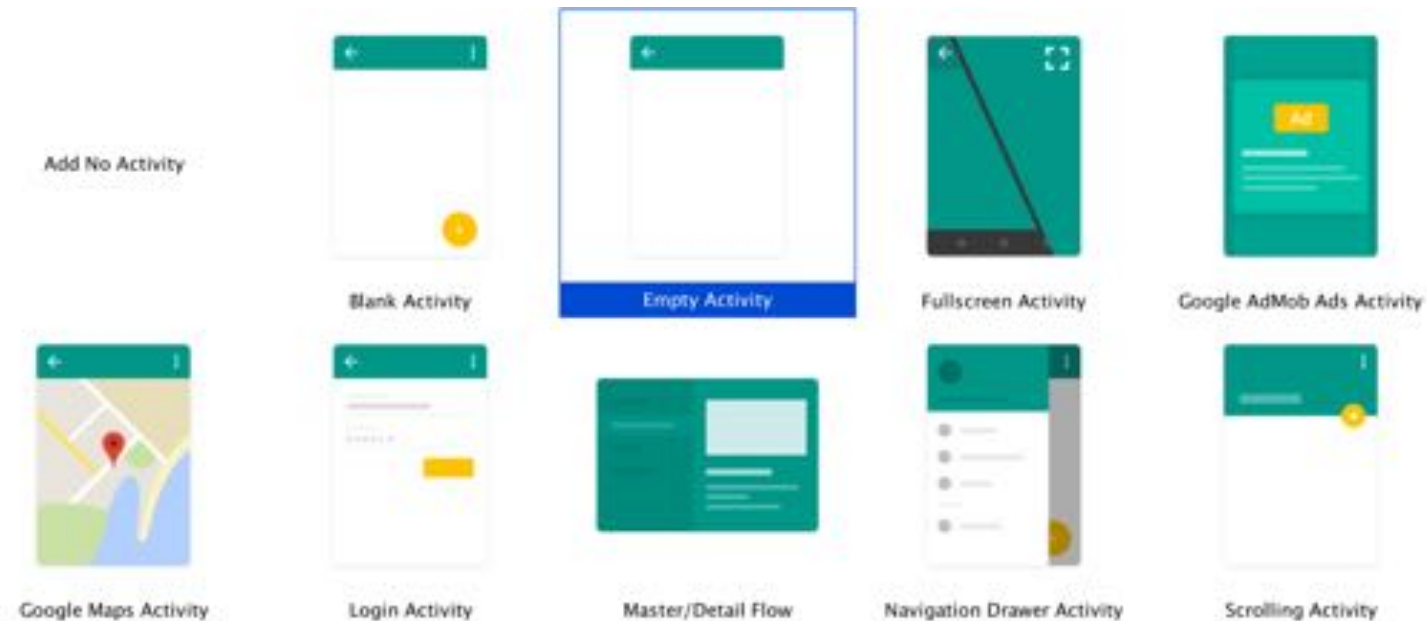 Add No Activity
Blank Activity
Empty Activity
Fullscreen Activity
Ad
Google AdMob Ads Activity
Google Maps Activity
Login Activity
Master/Detail Flow
Navigation Drawer Activity
Scrolling Activity